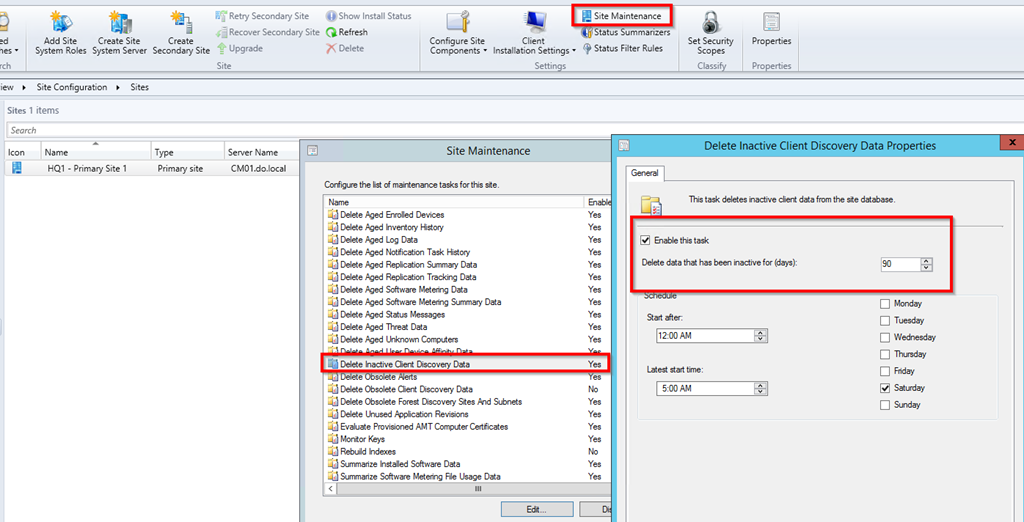 Retry Secondary Site
Show Install Status
Site Maintenance
Recover Secondary Site
Refresh
Status Summarizers
Add Site
System Roles
Create Site
System Server
Create
Secondary Site
Upgrade
Delete
Configure Site
Components
Client
Installation Settings
Status Filter Rules
Set Security
Scopes
Properties
Site
Settings
Classify
Properties
Site Configuration
Sites
Sites 1 items
Search
Icon
Name
Type
Server Name
HQ1 - Primary Site 1
Primary site
CM01.do.local
Site Maintenance
Configure the list of maintenance tasks for this site.
Name
Delete Aged Enrolled Devices Yes
Delete Aged Inventory History Yes
Delete Aged Log Data Yes
Delete Aged Notification Task History Yes
Delete Aged Replication Summary Data Yes
Delete Aged Replication Tracking Data Yes
Delete Aged Software Metering Data Yes
Delete Aged Software Metering Summary Data Yes
Delete Aged Status Messages Yes
Delete Aged Threat Data Yes
Delete Aged Unknown Computers Yes
Delete Aged User Device Affinity Data Yes
Delete Inactive Client Discovery Data Yes
Delete Obsolete Alerts Yes
Delete Obsolete Client Discovery Data No
Delete Obsolete Forest Discovery Sites And Subnets Yes
Delete Unused Application Revisions Yes
Evaluate Provisioned AMT Computer Certificates Yes
Monitor Keys Yes
Rebuild Indexes No
Summarize Installed Software Data Yes
Summarize Software Metering File Usage Data Yes
Edit...
Delete Inactive Client Discovery Data Properties
x
General
This task deletes inactive client data from the site database.
Enable this task
Delete data that has been inactive for (days): 90
Schedule
Start after:
12:00 AM
Latest start time:
5:00 AM
Monday
Tuesday
Wednesday
Thursday
Friday
Saturday
Sunday